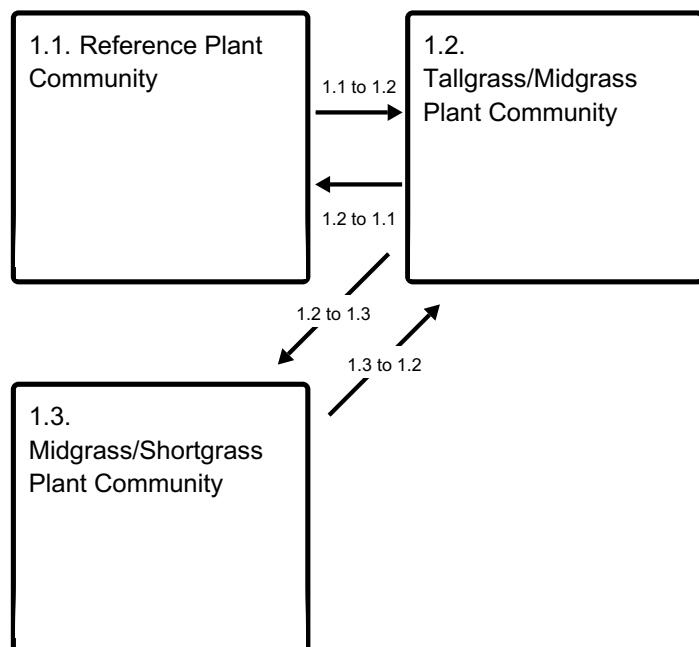 1.1. Reference Plant
Community
1.2.
Tallgrass/Midgrass
Plant Community
1.1 to 1.2
1.2 to 1.1
1.2 to 1.3
1.3 to 1.2
1.3.
Midgrass/Shortgrass
Plant Community